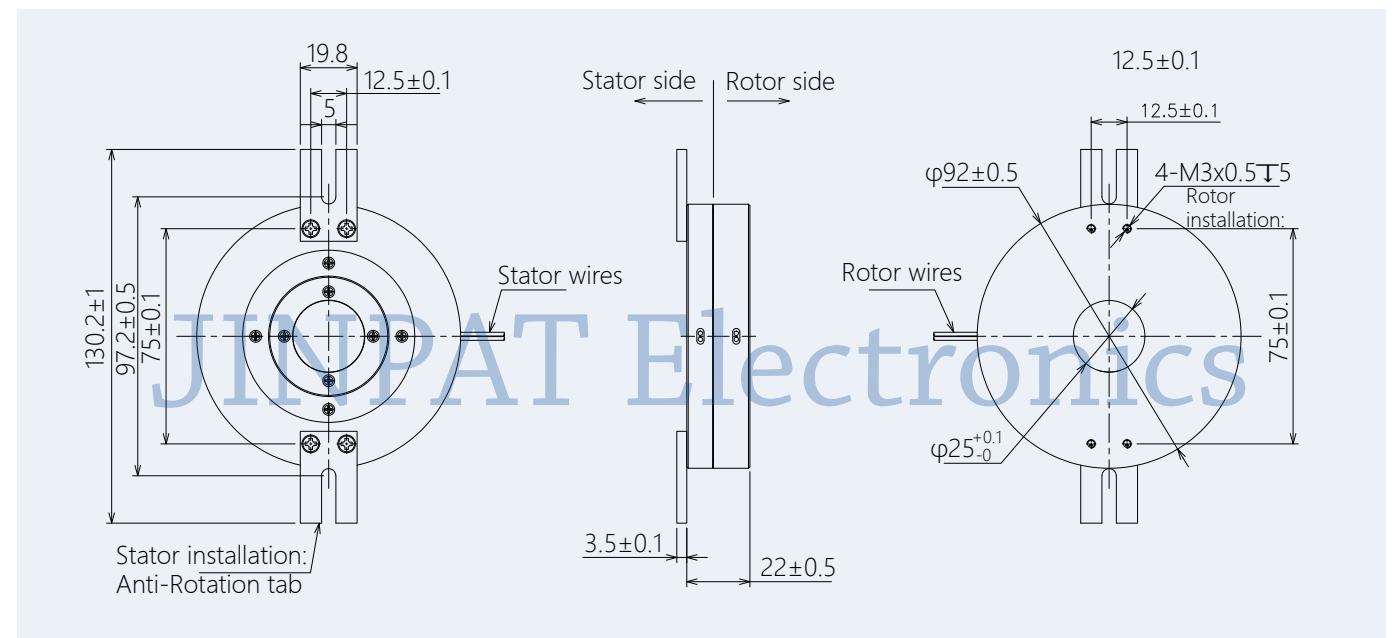 19.8
12.5±0.1
5
130.2±1
97.2±0.5
75±0.1
Stator wires
Stator installation:
Anti-Rotation tab
Stator side
Rotor side
3.5±0.1
22±0.5
12.5±0.1
12.5±0.1
φ92±0.5
4-M3x0.5↧5
Rotor
installation:
Rotor wires
75±0.1
φ25+0.1
-0
JINPAT Electronics